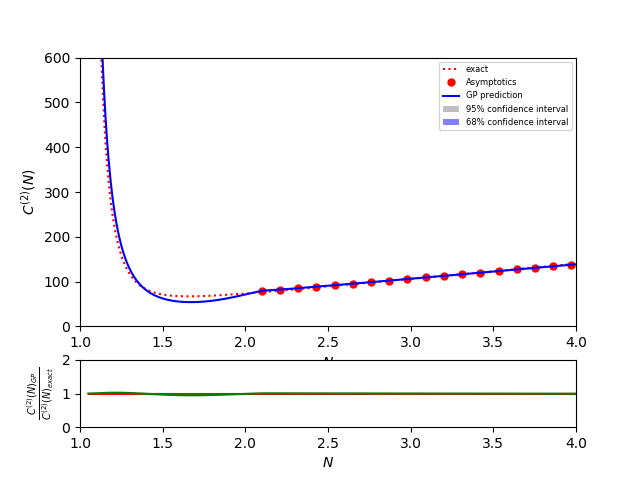 600
500
400
300
200
100
0
C^{(2)}(N)
exact
Asymptotics
GP prediction
95% confidence interval
68% confidence interval
1.0 1.5 2.0 2.5 3.0 3.5 4.0
N
2
1
0
C^{(2)}(N)_{GP}
C^{(2)}(N)_{exact}
1.0 1.5 2.0 2.5 3.0 3.5 4.0
N